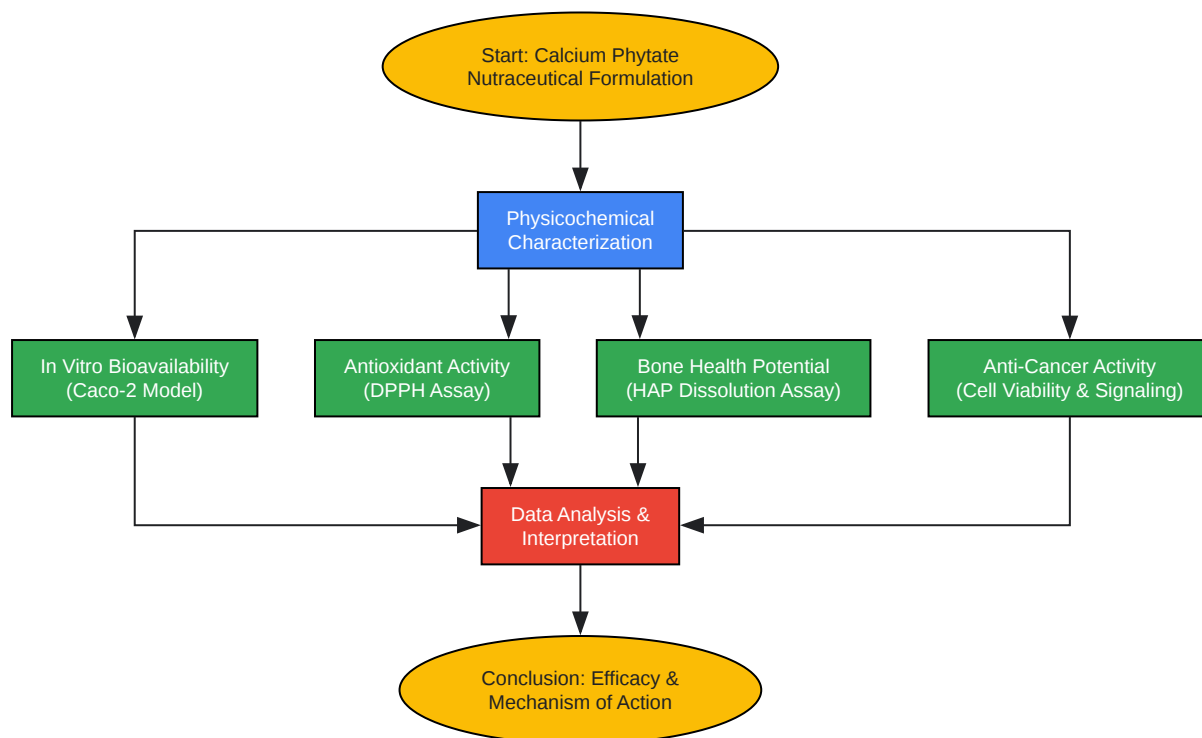 Start: Calcium Phytate
Nutraceutical Formulation
Physicochemical
Characterization
In Vitro Bioavailability
(Caco-2 Model)
Antioxidant Activity
(DPPH Assay)
Bone Health Potential
(HAP Dissolution Assay)
Anti-Cancer Activity
(Cell Viability & Signaling)
Data Analysis &
Interpretation
Conclusion: Efficacy &
Mechanism of Action